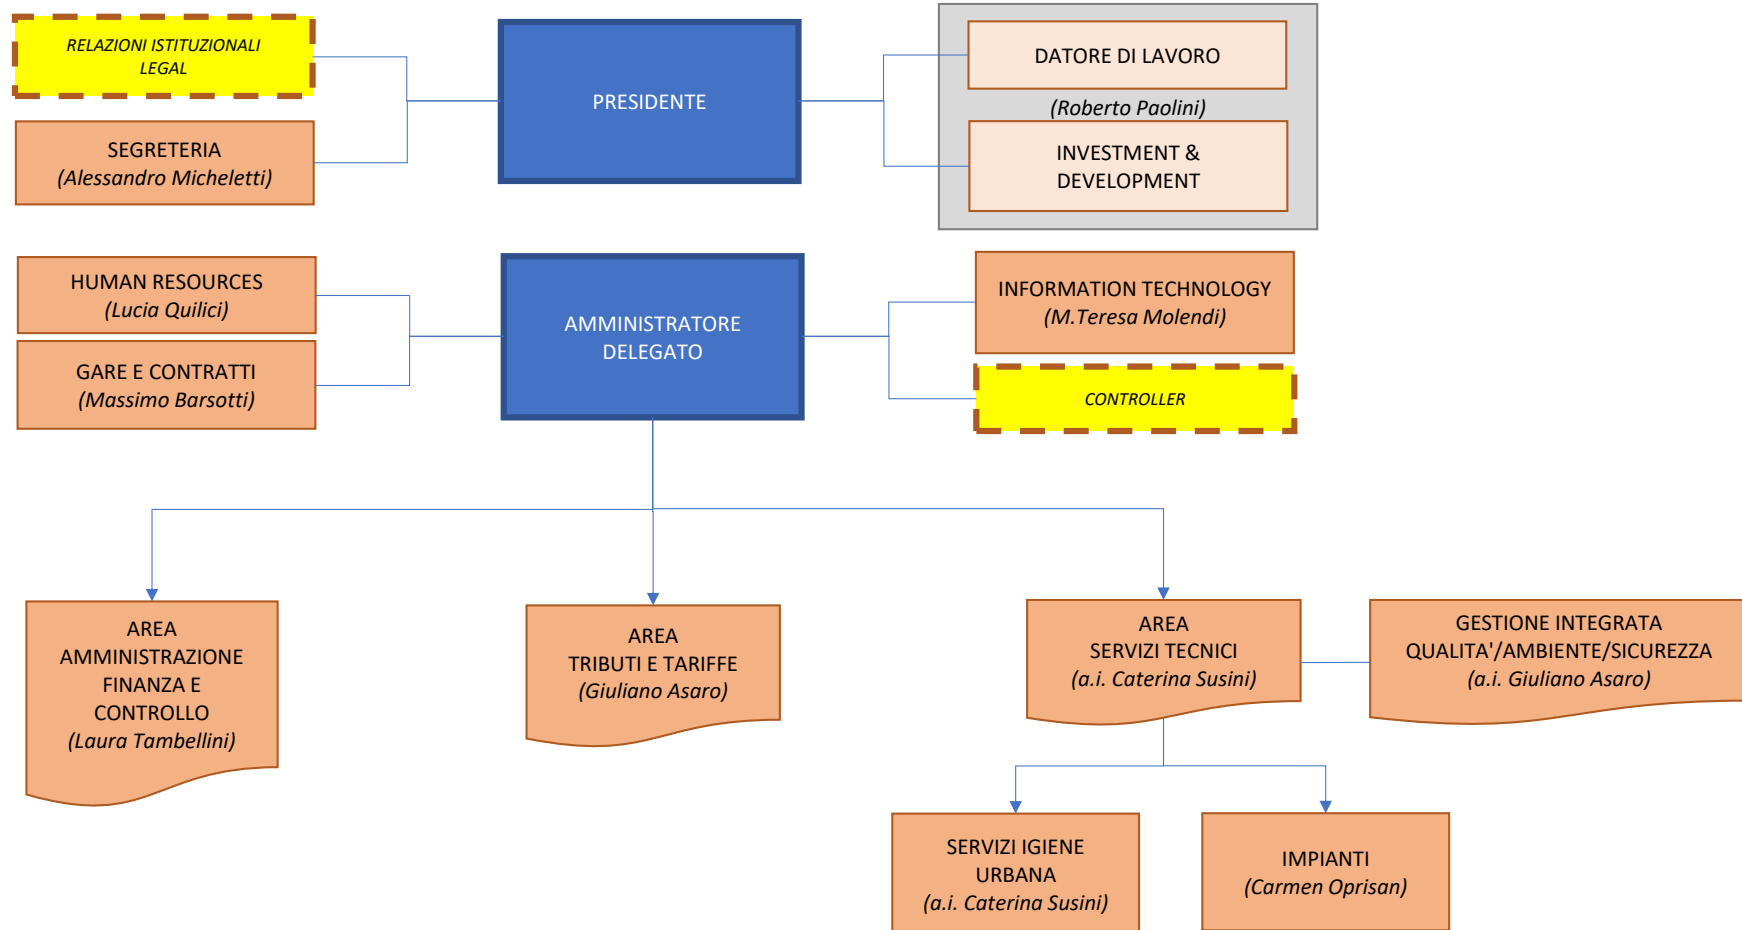 RELAZIONI ISTITUZIONALI
LEGAL
SEGRETERIA
(Alessandro Micheletti)
PRESIDENTE
DATORE DI LAVORO
(Roberto Paolini)
INVESTMENT &
DEVELOPMENT
HUMAN RESOURCES
(Lucia Quilici)
GARE E CONTRATTI
(Massimo Barsotti)
AMMINISTRATORE
DELEGATO
INFORMATION TECHNOLOGY
(M.Teresa Molendi)
CONTROLLER
AREA
AMMINISTRAZIONE
FINANZA E
CONTROLLO
(Laura Tambellini)
AREA
TRIBUTI E TARIFFE
(Giuliano Asaro)
AREA
SERVIZI TECNICI
(a.i. Caterina Susini)
GESTIONE INTEGRATA
QUALITA'/AMBIENTE/SICUREZZA
(a.i. Giuliano Asaro)
SERVIZI IGIENE
URBANA
(a.i. Caterina Susini)
IMPIANTI
(Carmen Oprisan)